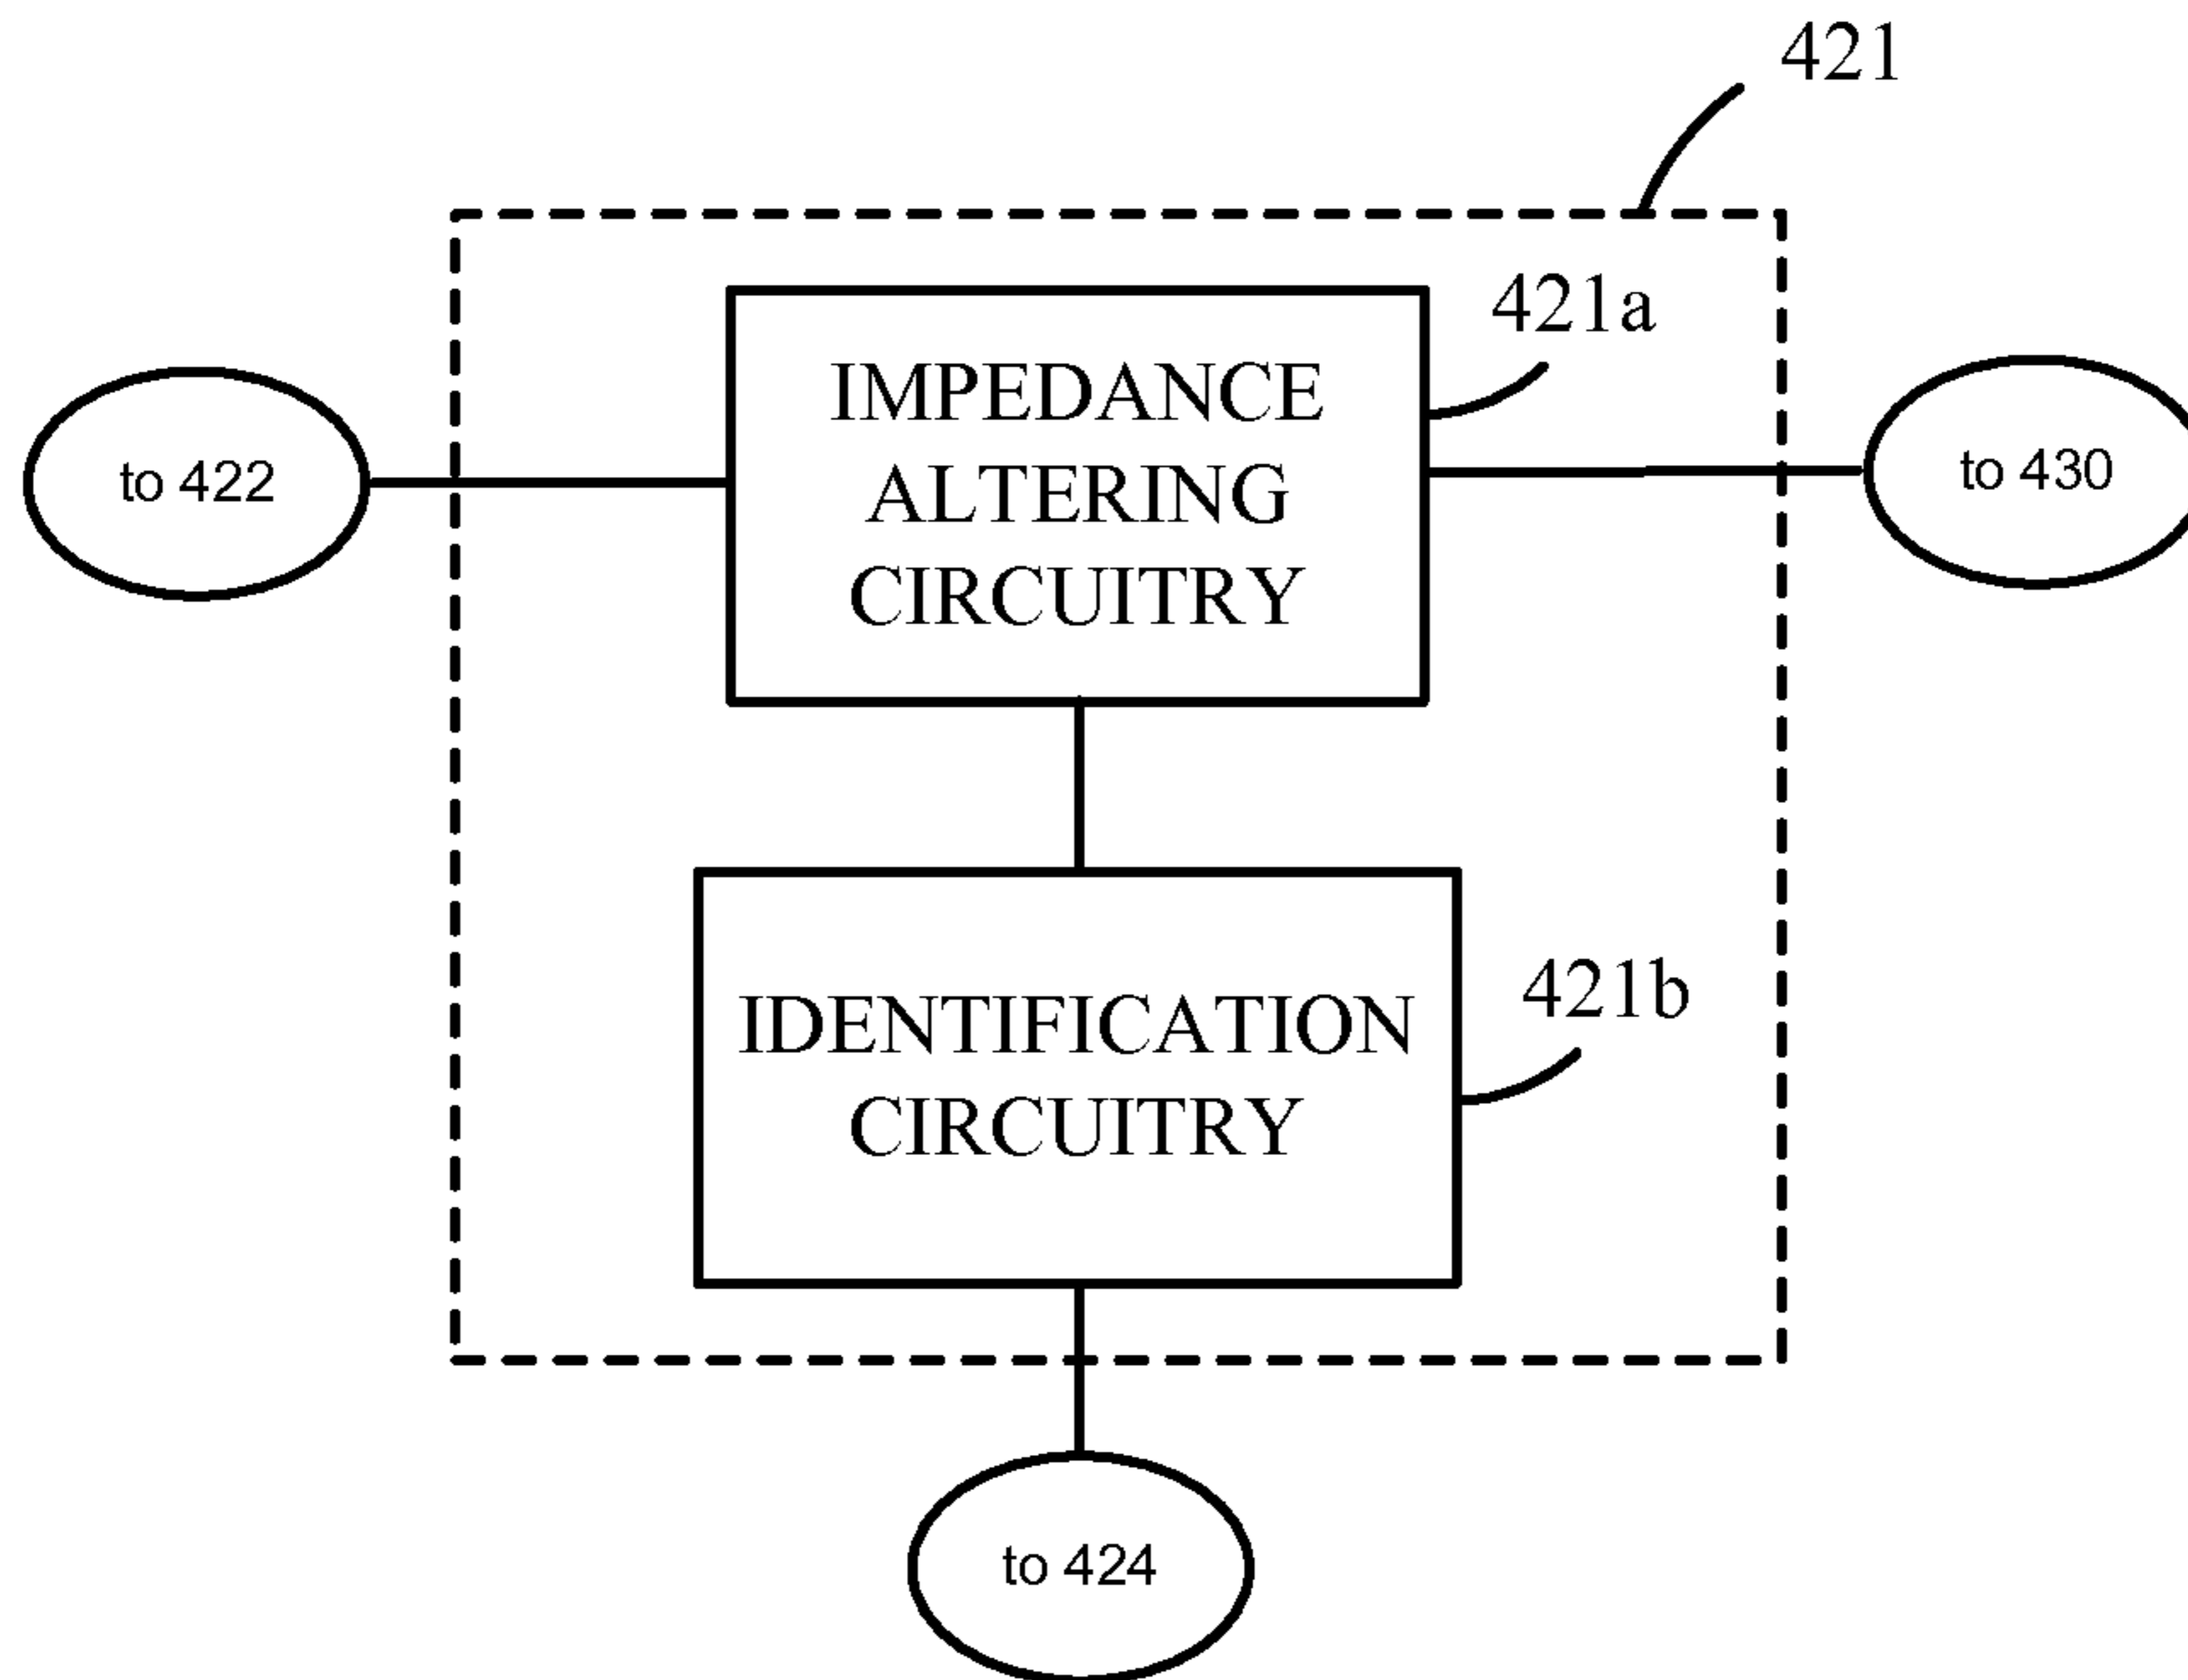 421
421a
IMPEDANCE
ALTERING
CIRCUITRY
to 422
to 430
421b
IDENTIFICATION
CIRCUITRY
to 424